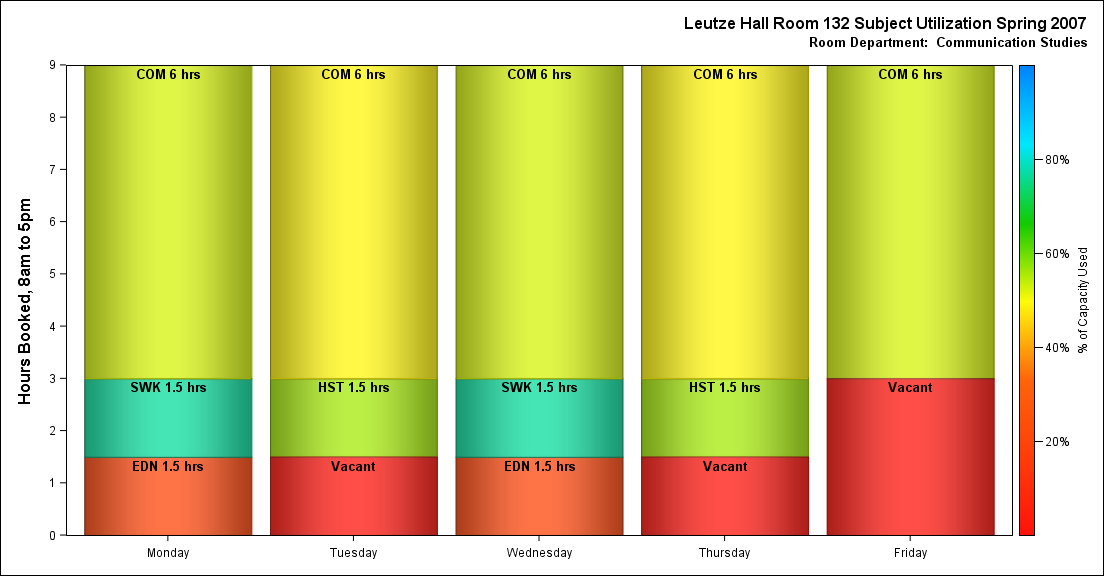 Leutze Hall Room 132 Subject Utilization Spring 2007
Room Department: Communication Studies
Hours Booked, 8am to 5pm
9
8
7
6
5
4
3
2
1
0
COM 6 hrs
SWK 1.5 hrs
EDN 1.5 hrs
COM 6 hrs
HST 1.5 hrs
Vacant
COM 6 hrs
SWK 1.5 hrs
EDN 1.5 hrs
COM 6 hrs
HST 1.5 hrs
Vacant
COM 6 hrs
Vacant
Monday
Tuesday
Wednesday
Thursday
Friday
80%
60%
40%
20%
% of Capacity Used